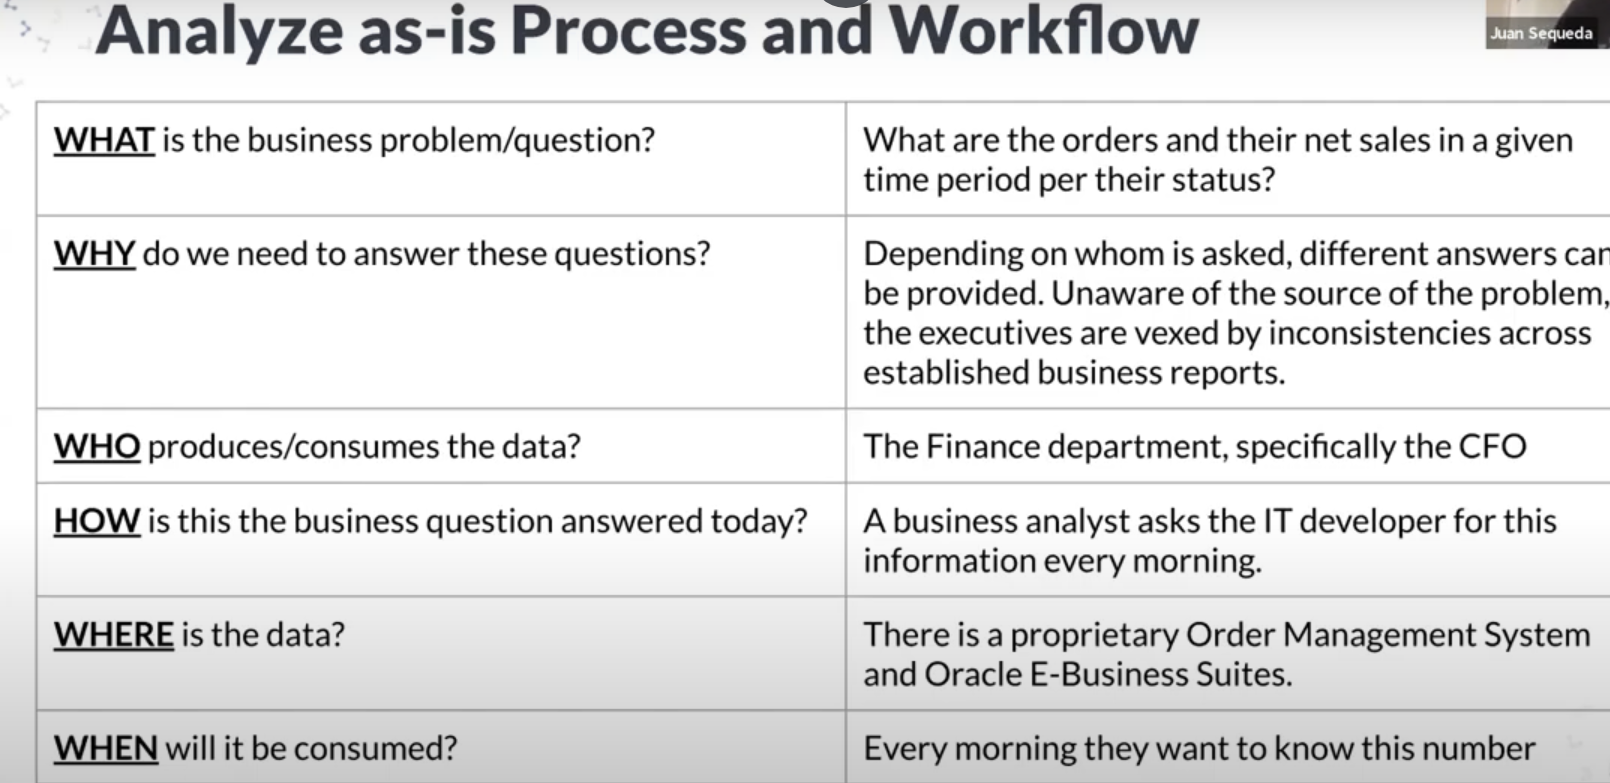 Analyze as-is Process and Workflow
Juan Sequeda
WHAT is the business problem/question?
What are the orders and their net sales in a given
time period per their status?
WHY do we need to answer these questions?
Depending on whom is asked, different answers can
be provided. Unaware of the source of the problem,
the executives are vexed by inconsistencies across
established business reports.
WHO produces/consumes the data?
The Finance department, specifically the CFO
HOW is this the business question answered today?
A business analyst asks the IT developer for this
information every morning.
WHERE is the data?
There is a proprietary Order Management System
and Oracle E-Business Suites.
WHEN will it be consumed?
Every morning they want to know this number